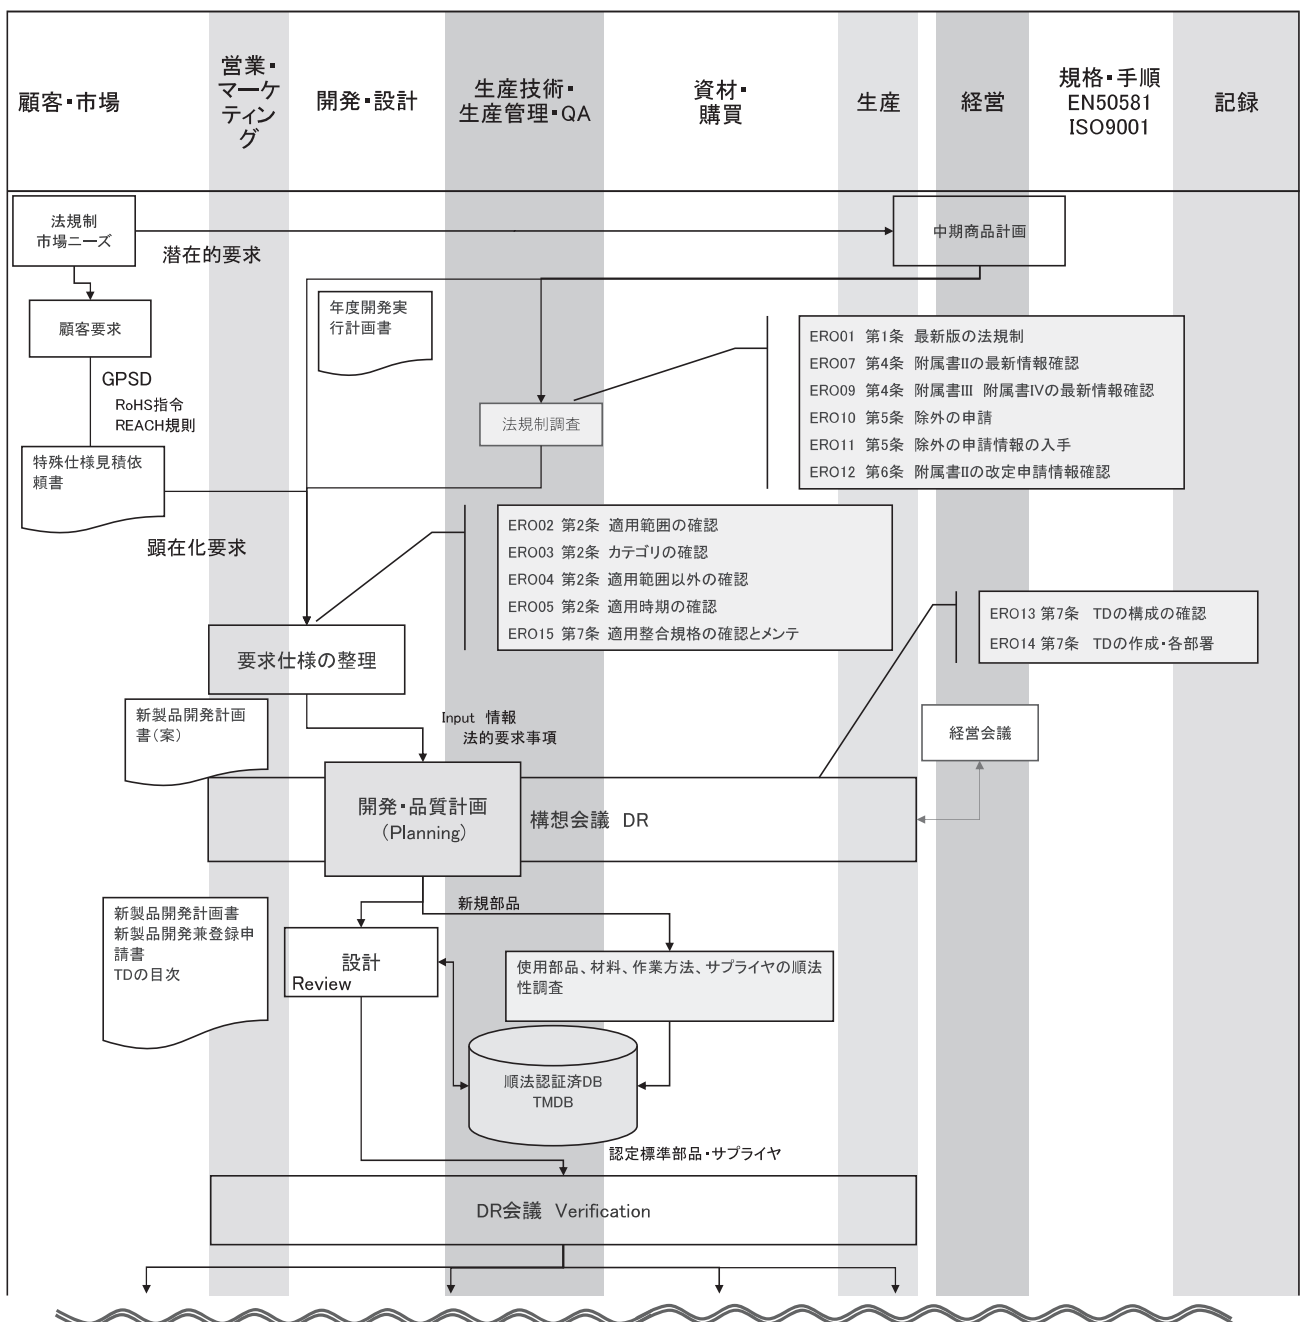 顧客・市場
営業・
マーケ
ティン
グ
開発・設計
生産技術・
生産管理・QA
資材・
購買
生産
経営
規格・手順
EN50581
ISO9001
記録
法規制
市場ニーズ
潜在的要求
中期商品計画
顧客要求
年度開発実
行計画書
GPSD
RoHS指令
REACH規則
法規制調査
ERO01 第1条 最新版の法規制
ERO07 第4条 附属書IIの最新情報確認
ERO09 第4条 附属書III 附属書IVの最新情報確認
ERO10 第5条 除外の申請
ERO11 第5条 除外の申請情報の入手
ERO12 第6条 附属書IIの改定申請情報確認
特殊仕様見積依
頼書
顕在化要求
ERO02 第2条 適用範囲の確認
ERO03 第2条 カテゴリの確認
ERO04 第2条 適用範囲以外の確認
ERO05 第2条 適用時期の確認
ERO15 第7条 適用整合規格の確認とメンテ
ERO13 第7条 TDの構成の確認
ERO14 第7条 TDの作成・各部署
要求仕様の整理
新製品開発計画
書(案)
Input 情報
法的要求事項
経営会議
開発・品質計画
(Planning)
構想会議 DR
新規部品
新製品開発計画書
新製品開発兼登録申
請書
TDの目次
設計
Review
使用部品、材料、作業方法、サプライヤの順法
性調査
順法認証済DB
TMDB
認定標準部品・サプライヤ
DR会議 Verification